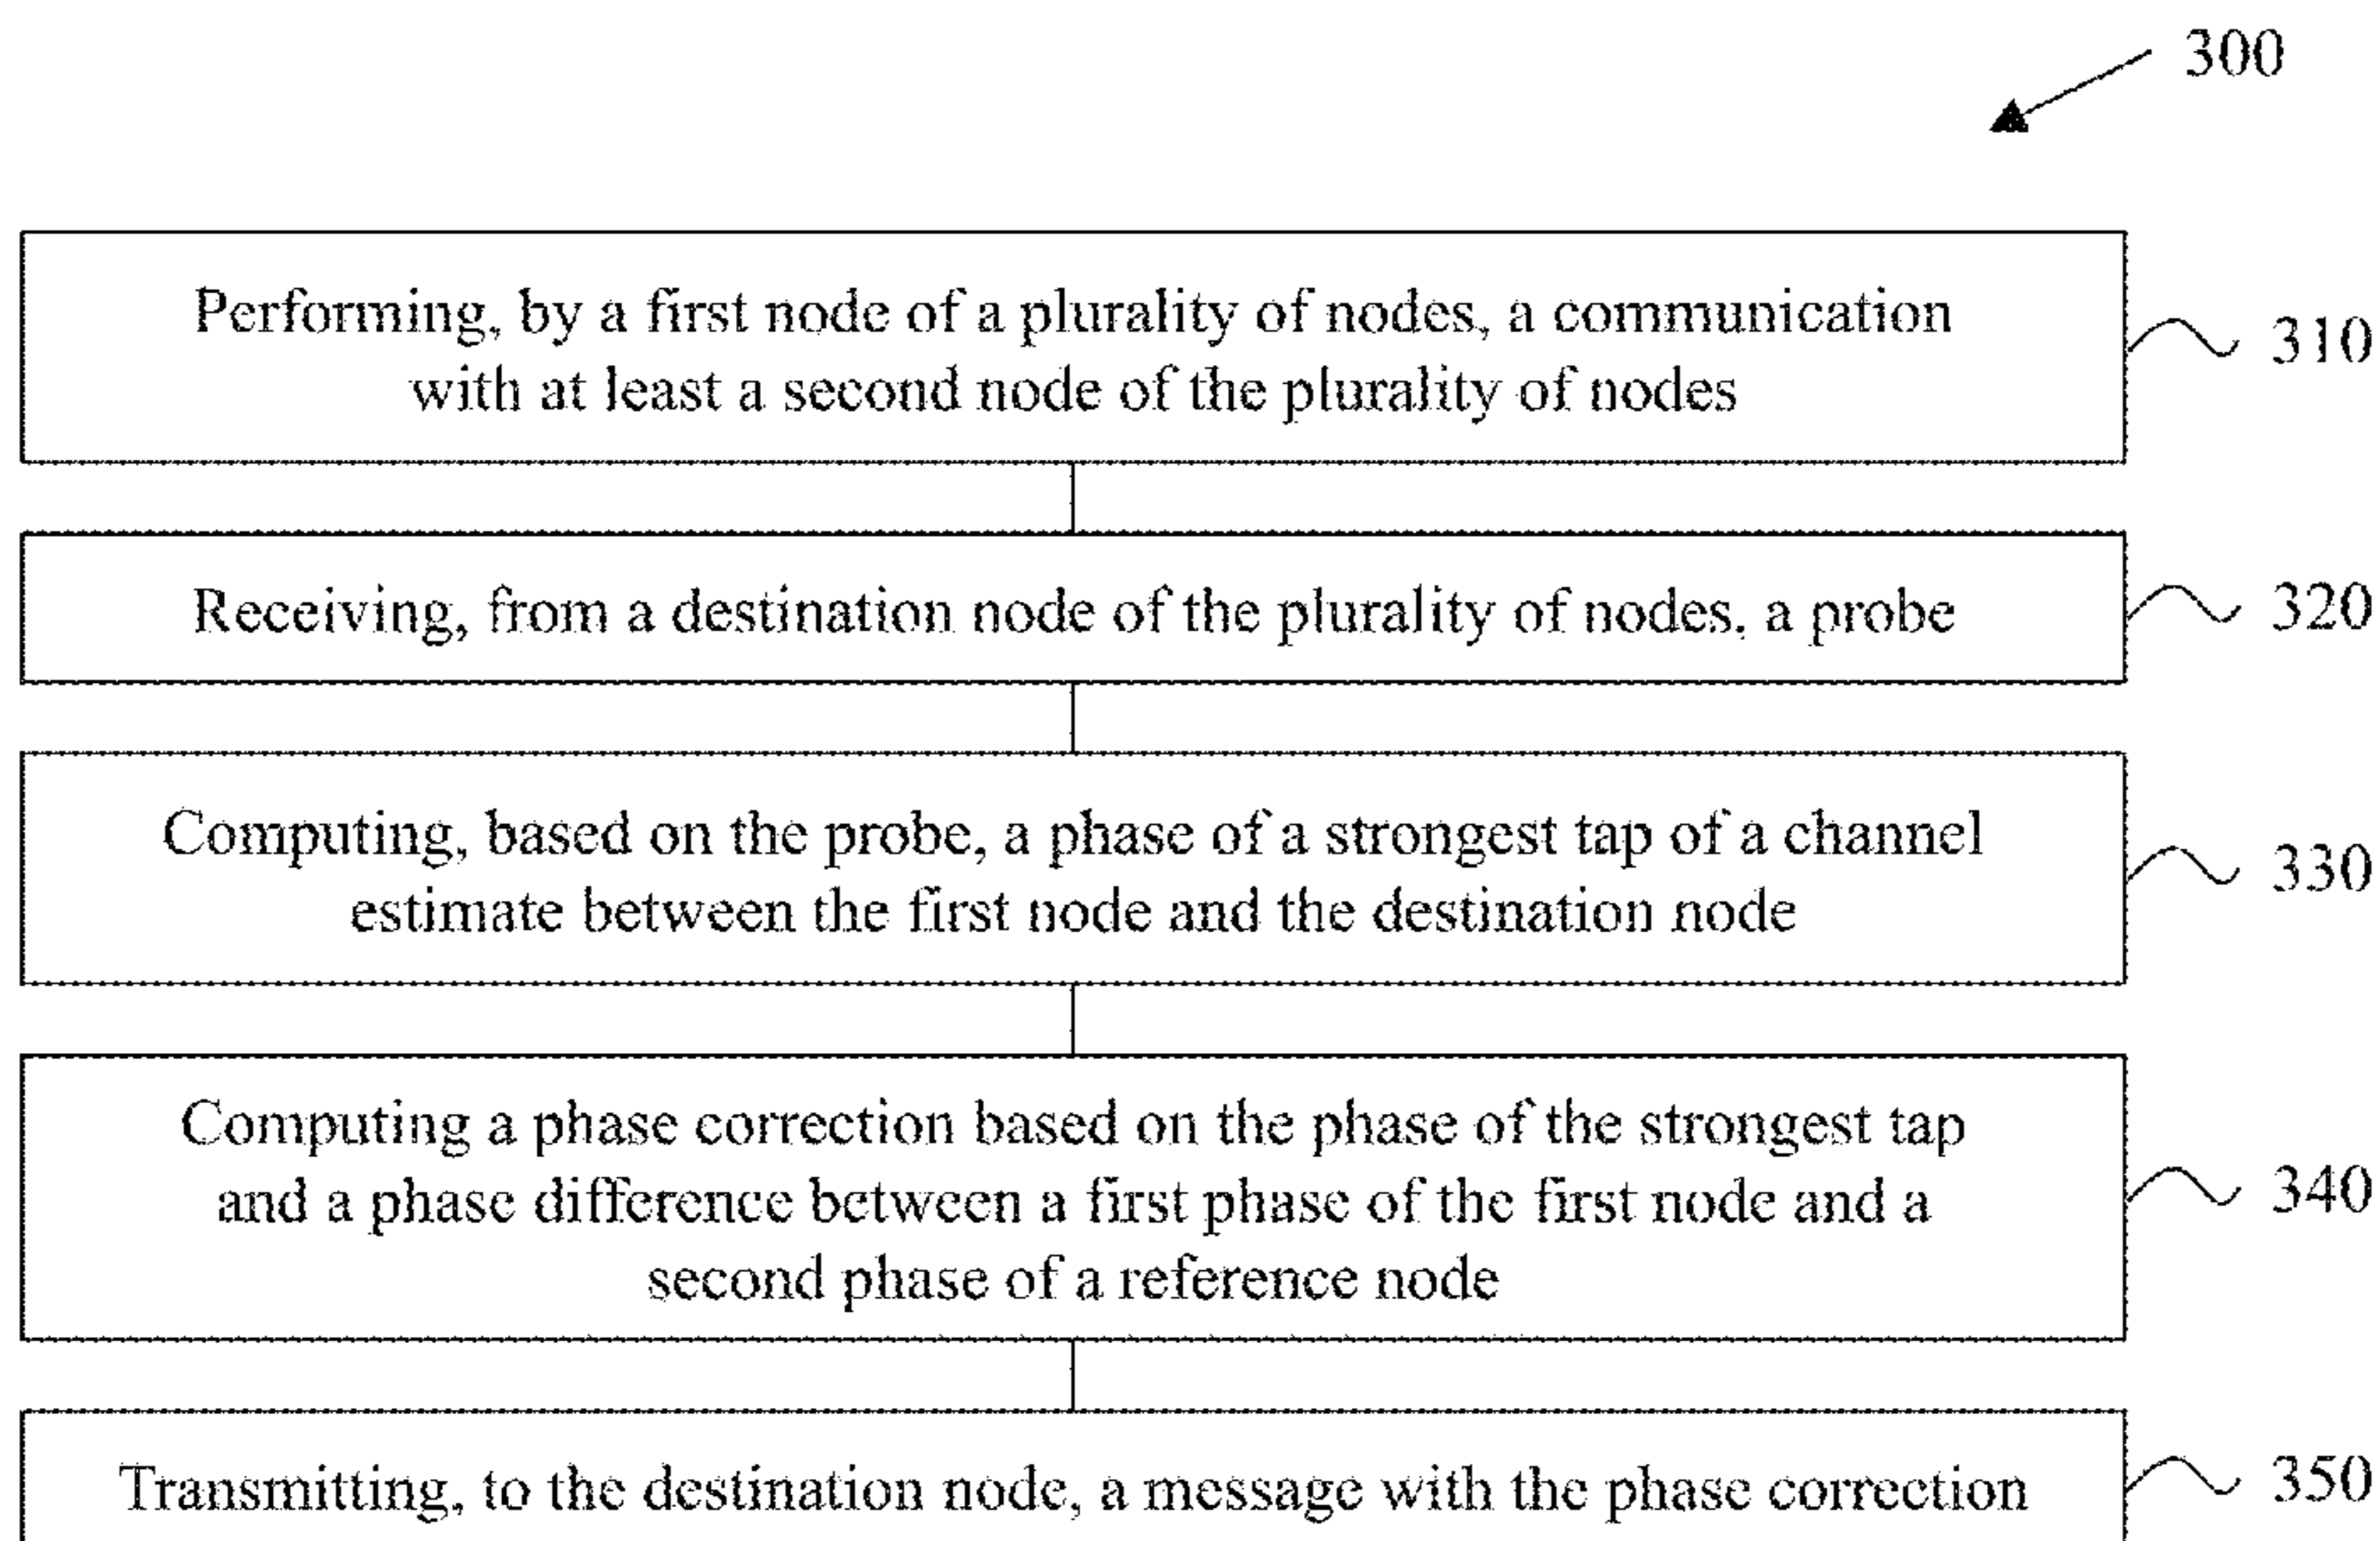 300
Performing, by a first node of a plurality of nodes, a communication
with at least a second node of the plurality of nodes
310
Receiving, from a destination node of the plurality of nodes, a probe
320
Computing, based on the probe, a phase of a strongest tap of a channel
estimate between the first node and the destination node
330
Computing a phase correction based on the phase of the strongest tap
and a phase difference between a first phase of the first node and a
second phase of a reference node
340
Transmitting, to the destination node, a message with the phase correction
350